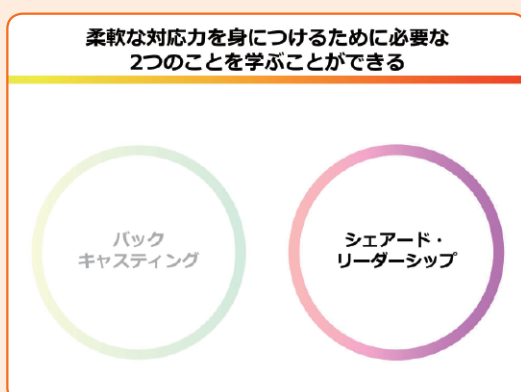 柔軟な対応力を身につけるために必要な
2つのことを学ぶことができる
バック
キャスティング
シェアード・
リーダーシップ